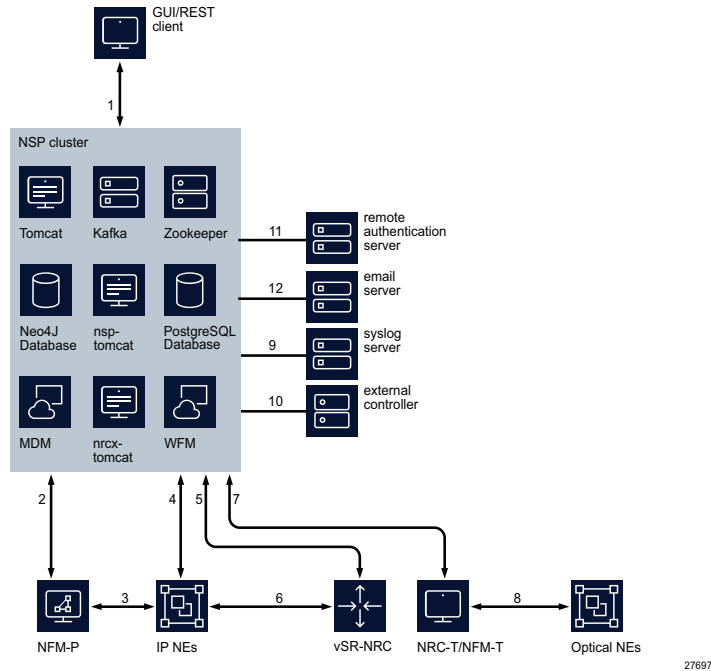 GUI/REST
client
1
NSP cluster
Tomcat
Kafka
Zookeeper
Neo4J
Database
nsp-
tomcat
PostgreSQL
Database
MDM
nrcx-
tomcat
WFM
11
remote
authentication
server
12
email
server
9
syslog
server
10
external
controller
2
4
5
7
3
6
8
NFM-P
IP NEs
vSR-NRC
NRC-T/NFM-T
Optical NEs
27697